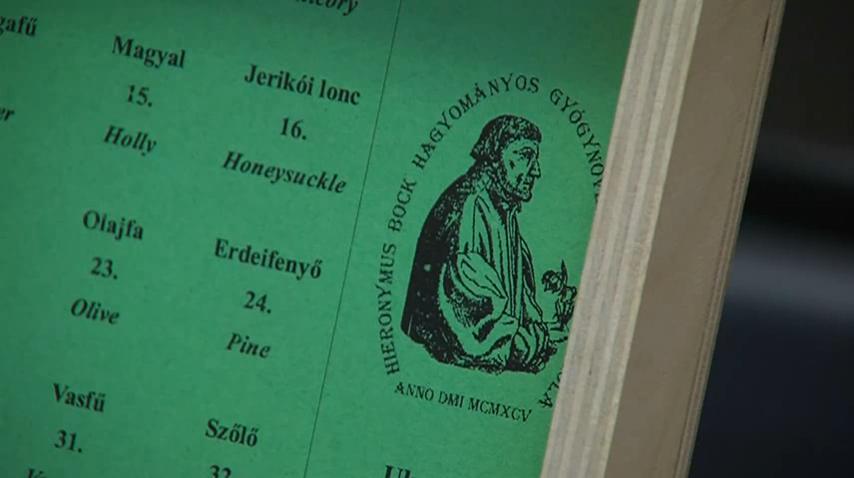 Magyal
15.
Holly
Jerikói lonc
16.
Honeysuckle
Olajfa
23.
Olive
Erdeifenyő
24.
Pine
Vasfű
31.
Szőlő
32.
HIERONYMUS BOCK HAGYOMÁNYOS
ANNO DMI MCMXCV